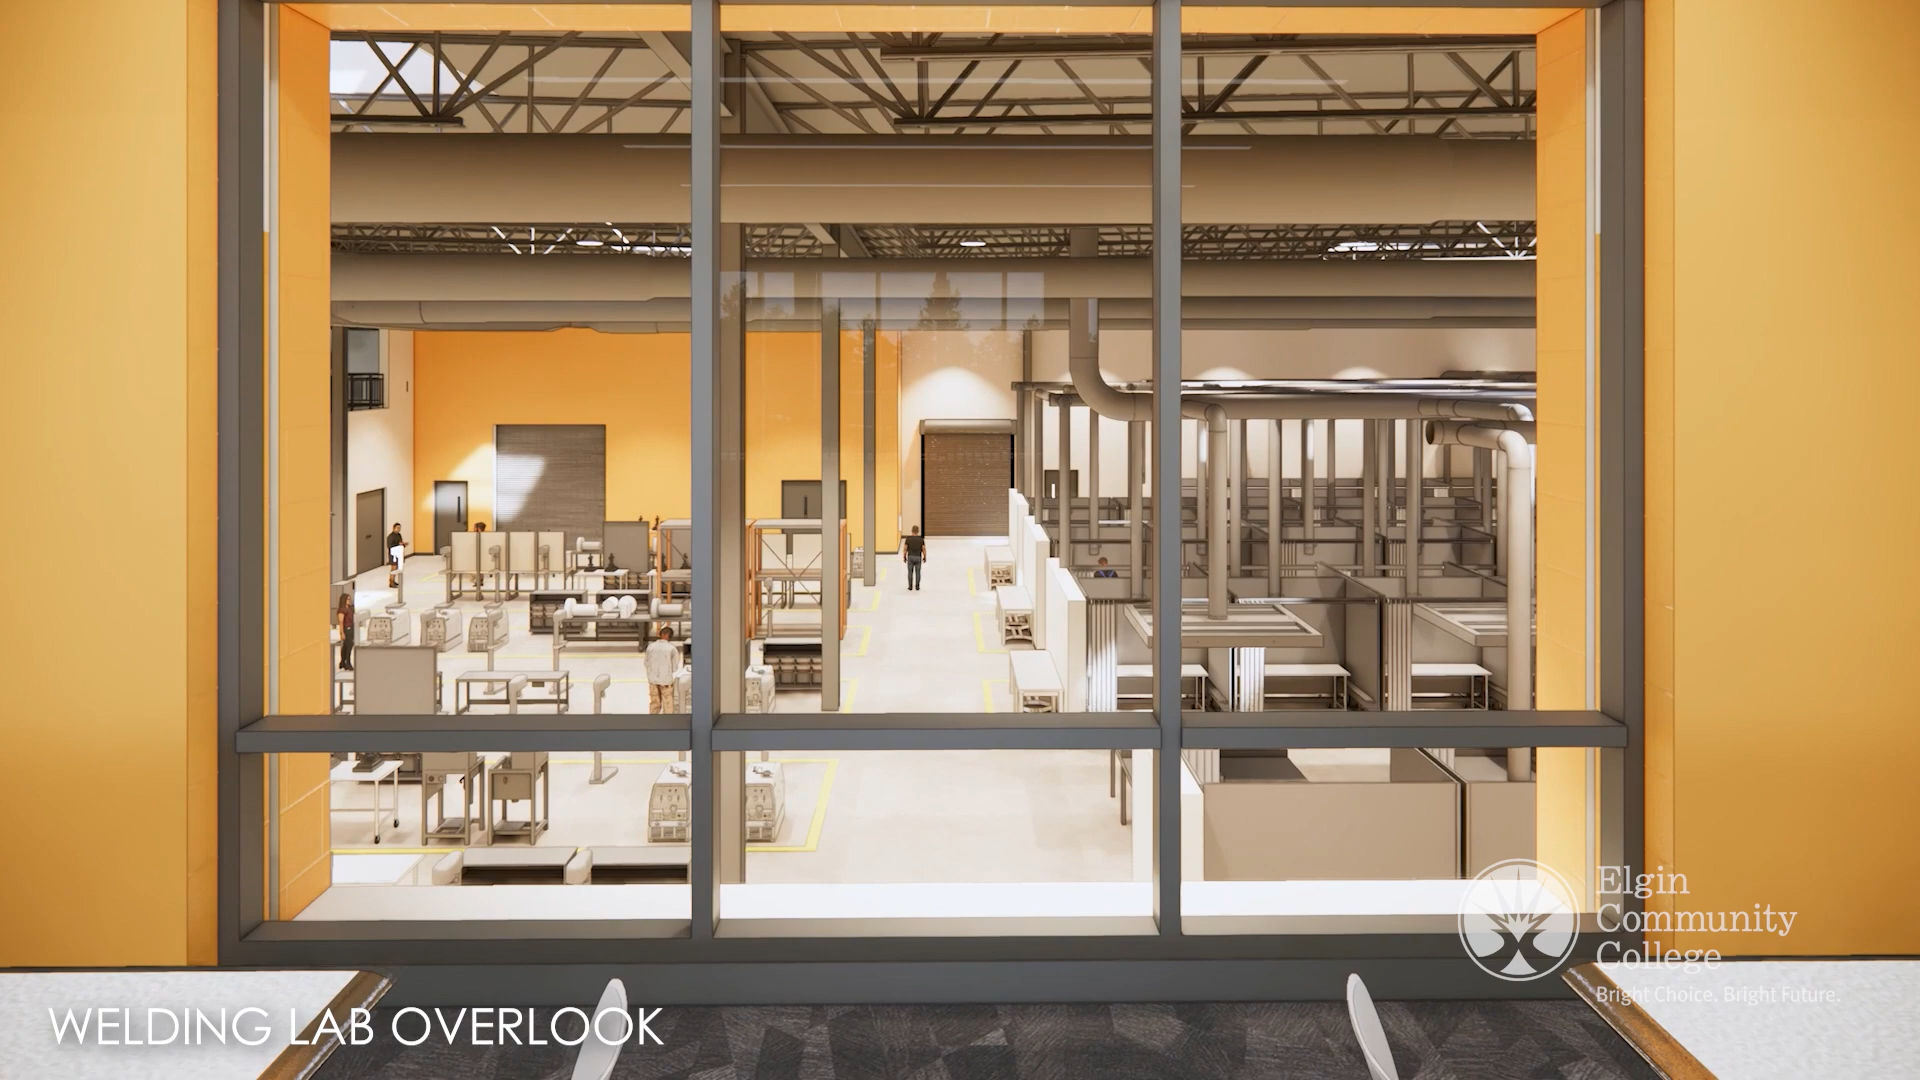 Elgin
Community
College
Bright Choice. Bright Future.
WELDING LAB OVERLOOK